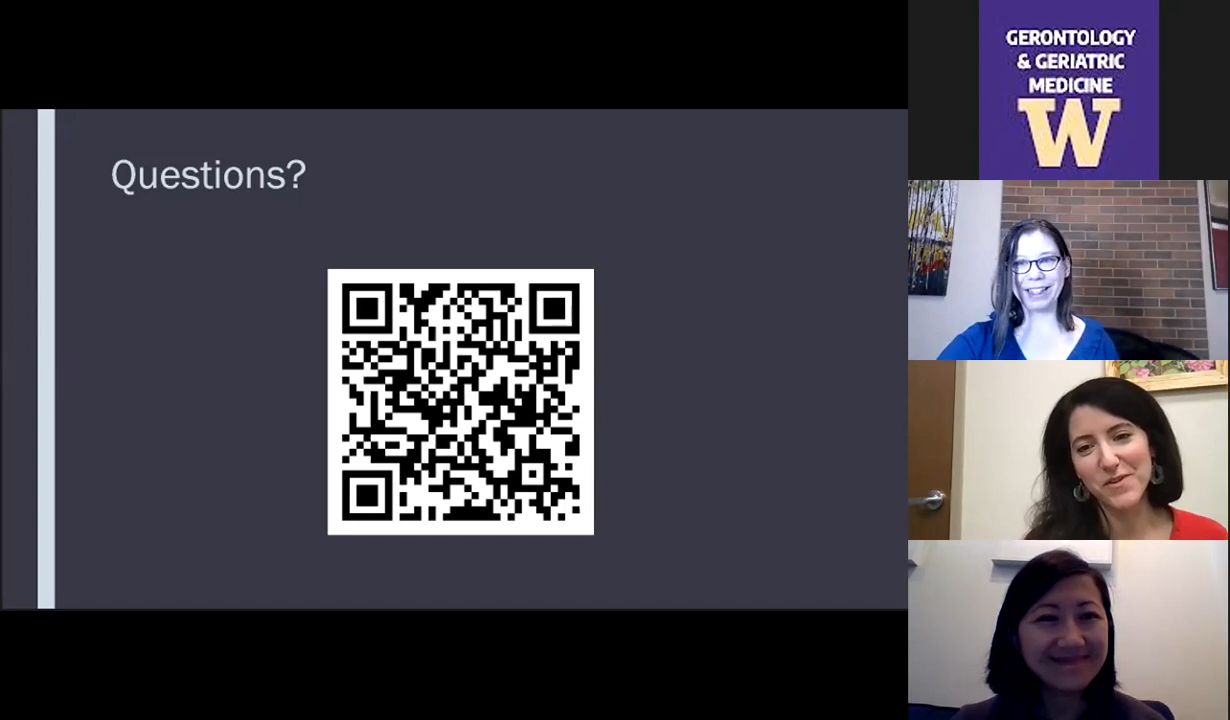 Questions?
GERONTOLOGY
& GERIATRIC
MEDICINE
W